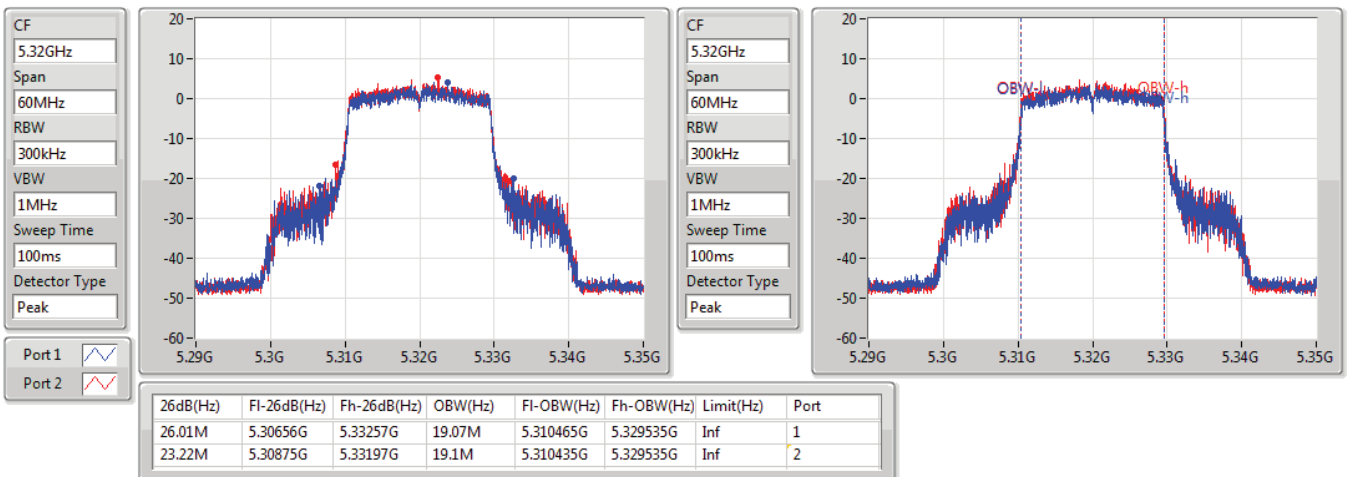 CF
5.32GHz
Span
60MHz
RBW
300kHz
VBW
1MHz
Sweep Time
100ms
Detector Type
Peak
Port 1
Port 2
20
10
0
-10
-20
-30
-40
-50
-60
5.29G 5.3G 5.31G 5.32G 5.33G 5.34G 5.35G
CF
5.32GHz
Span
60MHz
RBW
300kHz
VBW
1MHz
Sweep Time
100ms
Detector Type
Peak
20
10
0
-10
-20
-30
-40
-50
-60
OBW-h
OBW-h
5.29G 5.3G 5.31G 5.32G 5.33G 5.34G 5.35G
26dB(Hz) Fl-26dB(Hz) Fh-26dB(Hz) OBW(Hz) Fl-OBW(Hz) Fh-OBW(Hz) Limit(Hz) Port
26.01M 5.30656G 5.33257G 19.07M 5.310465G 5.329535G Inf 1
23.22M 5.30875G 5.33197G 19.1M 5.310435G 5.329535G Inf 2